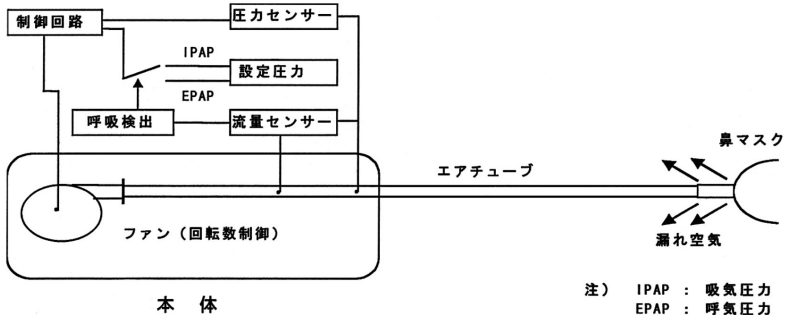 制御回路
圧力センサー
IPAP
設定圧力
EPAP
呼吸検出
流量センサー
鼻マスク
エアチューブ
ファン（回転数制御）
漏れ空気
本 体
注） IPAP : 吸気圧力
EPAP : 呼気圧力